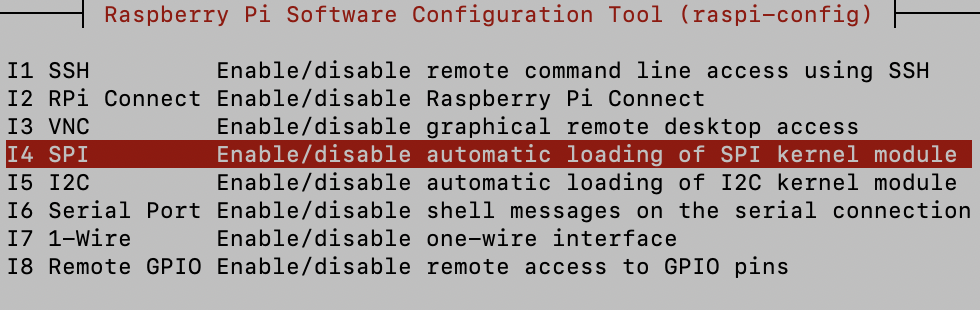 Raspberry Pi Software Configuration Tool (raspi-config)
I1 SSH Enable/disable remote command line access using SSH
I2 RPi Connect Enable/disable Raspberry Pi Connect
I3 VNC Enable/disable graphical remote desktop access
I4 SPI Enable/disable automatic loading of SPI kernel module
I5 I2C Enable/disable automatic loading of I2C kernel module
I6 Serial Port Enable/disable shell messages on the serial connection
I7 1-Wire Enable/disable one-wire interface
I8 Remote GPIO Enable/disable remote access to GPIO pins